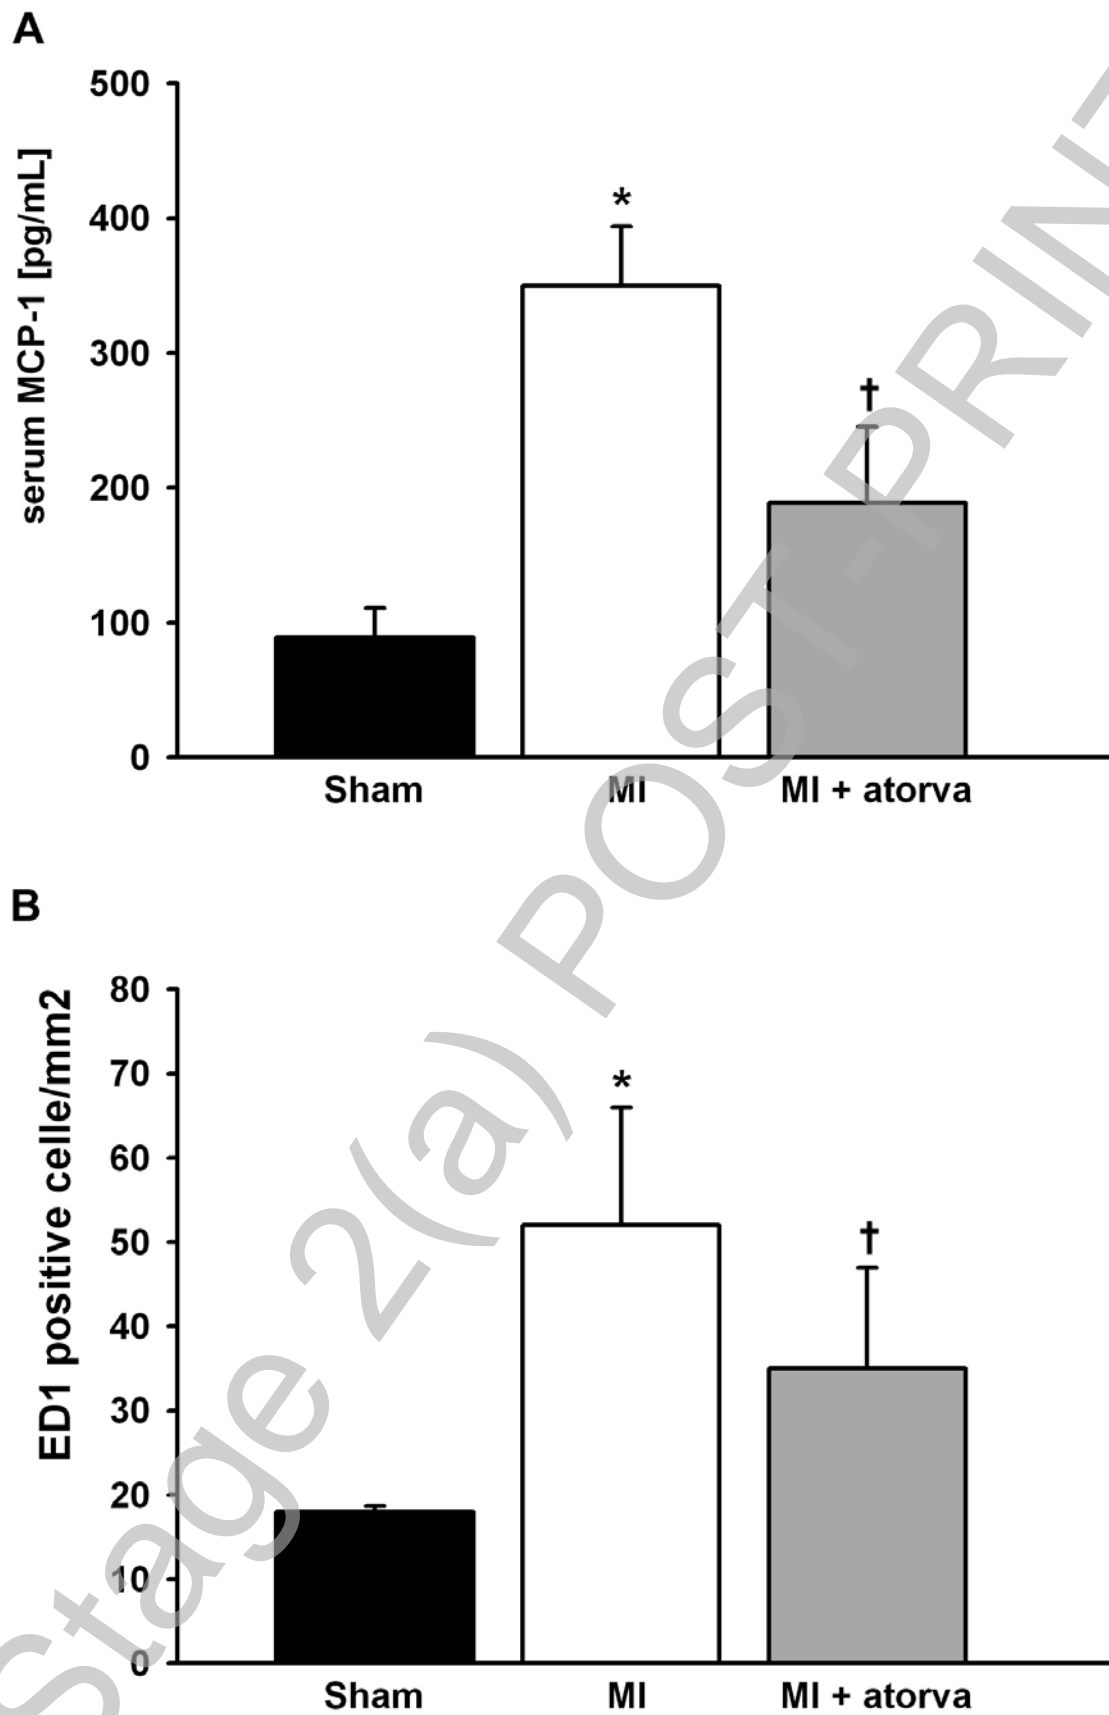 A
500
400
300
200
100
0
serum MCP-1 [pg/mL]
*
†
Sham
MI
MI + atorva
B
80
70
60
50
40
30
20
10
0
ED1 positive celle/mm2
*
†
Sham
MI
MI + atorva
Stage 2(a) POST-PRINT